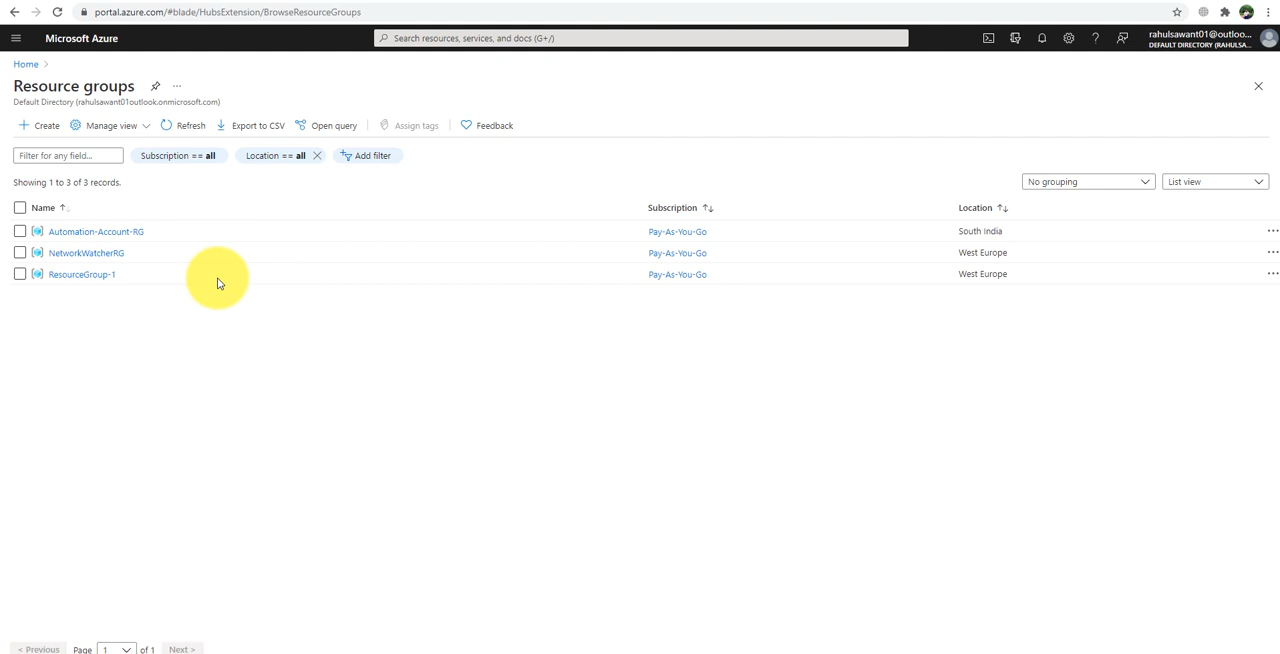 portal.azure.com/#blade/HubsExtension/BrowseResourceGroups
Microsoft Azure
Search resources, services, and docs (G+/)
rahulsawant01@outloo...
DEFAULT DIRECTORY (RAHULSA...
Home >
Resource groups
Default Directory (rahulsawant01outlook.onmicrosoft.com)
+ Create Manage view Refresh Export to CSV Open query Assign tags Feedback
Filter for any field... Subscription == all Location == all Add filter
Showing 1 to 3 of 3 records. No grouping List view
Name Subscription Location
Automation-Account-RG Pay-As-You-Go South India
NetworkWatcherRG Pay-As-You-Go West Europe
ResourceGroup-1 Pay-As-You-Go West Europe
< Previous Page 1 of 1 Next >